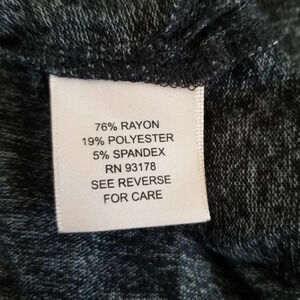 76% RAYON
19% POLYESTER
5% SPANDEX
RN 93178
SEE REVERSE
FOR CARE